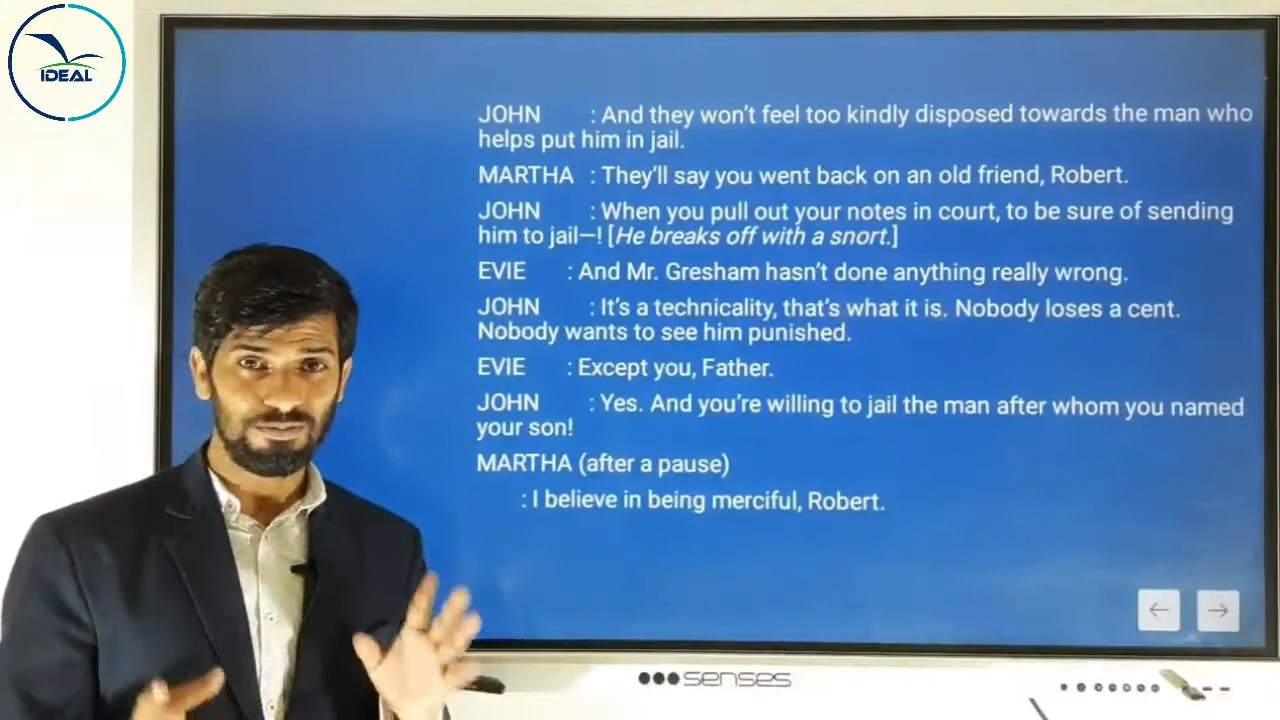 IDEAL
JOHN : And they won't feel too kindly disposed towards the man who
helps put him in jail.
MARTHA : They'll say you went back on an old friend, Robert.
JOHN : When you pull out your notes in court, to be sure of sending
him to jail—! [He breaks off with a snort.]
EVIE : And Mr. Gresham hasn't done anything really wrong.
JOHN : It's a technicality, that's what it is. Nobody loses a cent.
Nobody wants to see him punished.
EVIE : Except you, Father.
JOHN : Yes. And you're willing to jail the man after whom you named
your son!
MARTHA (after a pause)
: I believe in being merciful, Robert.
senses